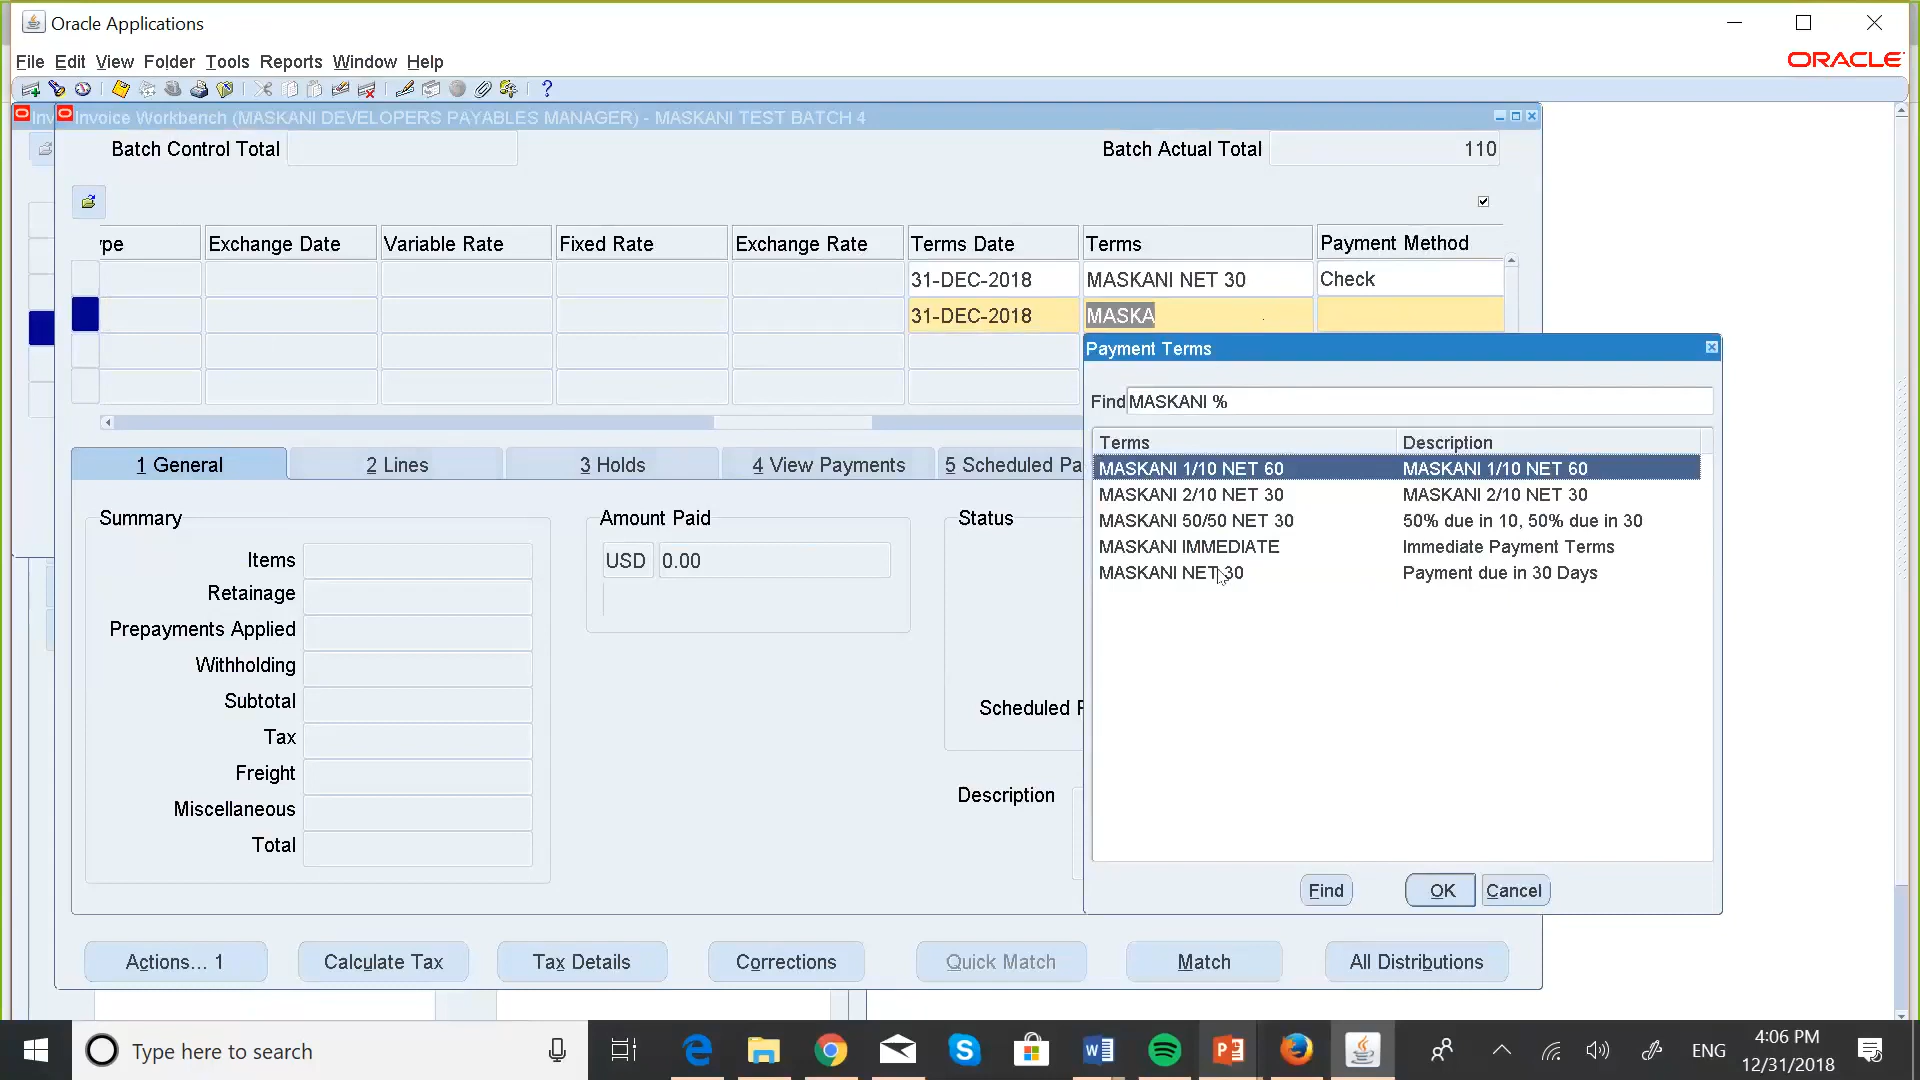 Oracle Applications
File Edit View Folder Tools Reports Window Help
ORACLE
Inv
Invoice Workbench (MASKANI DEVELOPERS PAYABLES MANAGER) - MASKANI TEST BATCH 4
Batch Control Total
Batch Actual Total 110
ype Exchange Date Variable Rate Fixed Rate Exchange Rate Terms Date Terms Payment Method
31-DEC-2018 MASKANI NET 30 Check
31-DEC-2018 MASKA
Payment Terms
Find MASKANI %
Terms Description
MASKANI 1/10 NET 60 MASKANI 1/10 NET 60
MASKANI 2/10 NET 30 MASKANI 2/10 NET 30
MASKANI 50/50 NET 30 50% due in 10, 50% due in 30
MASKANI IMMEDIATE Immediate Payment Terms
MASKANI NET 30 Payment due in 30 Days
Find OK Cancel
1 General 2 Lines 3 Holds 4 View Payments 5 Scheduled Pa
Summary
Items
Retainage
Prepayments Applied
Withholding
Subtotal
Tax
Freight
Miscellaneous
Total
Amount Paid
USD 0.00
Status
Scheduled P
Description
Actions... 1 Calculate Tax Tax Details Corrections Quick Match Match All Distributions
Type here to search
ENG
4:06 PM
12/31/2018